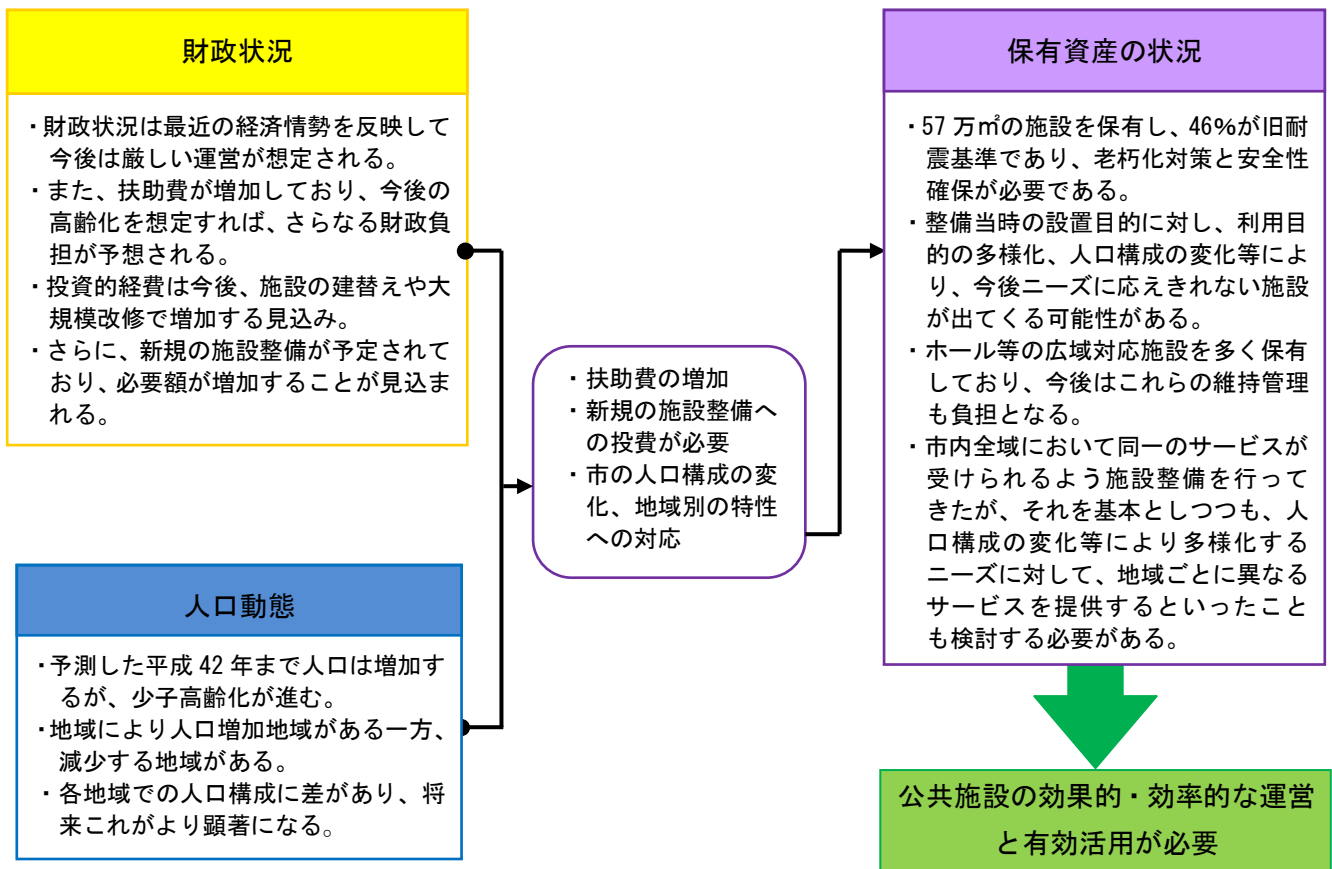 財政状況
・財政状況は最近の経済情勢を反映して
今後は厳しい運営が想定される。
・また、扶助費が増加しており、今後の
高齢化を想定すれば、さらなる財政負
担が予想される。
・投資的経費は今後、施設の建替えや大
規模改修で増加する見込み。
・さらに、新規の施設整備が予定されて
おり、必要額が増加することが見込ま
れる。
人口動態
・予測した平成 42 年まで人口は増加す
るが、少子高齢化が進む。
・地域により人口増加地域がある一方、
減少する地域がある。
・各地域での人口構成に差があり、将
来これがより顕著になる。
・扶助費の増加
・新規の施設整備へ
の投費が必要
・市の人口構成の変
化、地域別の特性
への対応
保有資産の状況
・57 万㎡の施設を保有し、46%が旧耐
震基準であり、老朽化対策と安全性
確保が必要である。
・整備当時の設置目的に対し、利用目
的の多様化、人口構成の変化等によ
り、今後ニーズに応えきれない施設
が出てくる可能性がある。
・ホール等の広域対応施設を多く保有
しており、今後はこれらの維持管理
も負担となる。
・市内全域において同一のサービスが
受けられるよう施設整備を行って
きたが、それを基本としつつも、人
口構成の変化等により多様化する
ニーズに対して、地域ごとに異なる
サービスを提供するといったこと
も検討する必要がある。
公共施設の効果的・効率的な運営
と有効活用が必要